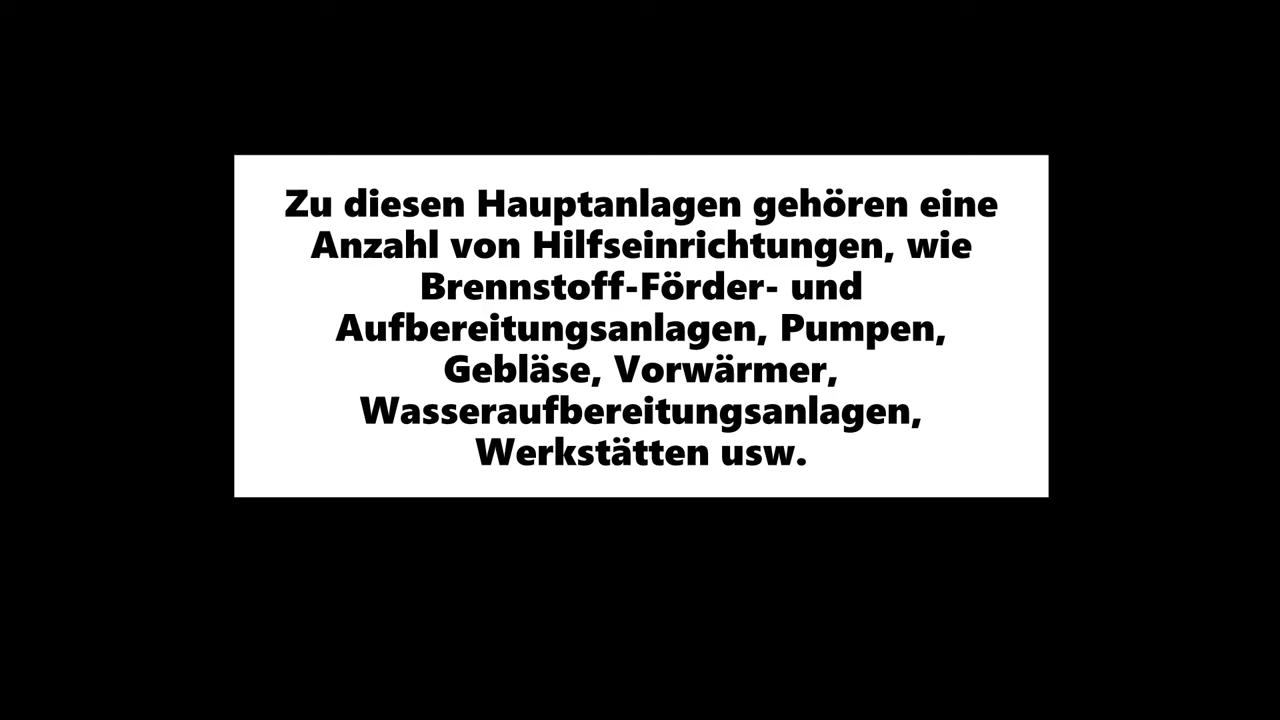 Zu diesen Hauptanlagen gehören eine
Anzahl von Hilfseinrichtungen, wie
Brennstoff-Förder- und
Aufbereitungsanlagen, Pumpen,
Gebläse, Vorwärmer,
Wasseraufbereitungsanlagen,
Werkstätten usw.